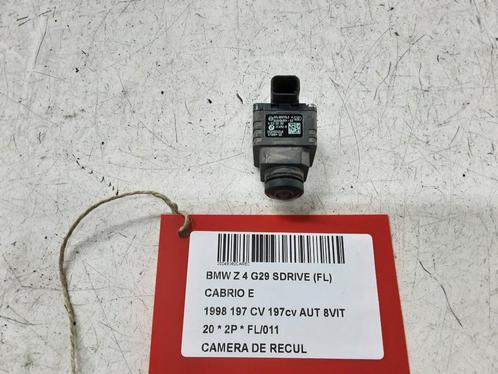 BMW Z 4 G29 SDRIVE (FL)
CABRIO E
1998 197 CV 197cv AUT 8VIT
20 * 2P * FL/011
CAMERA DE RECUL